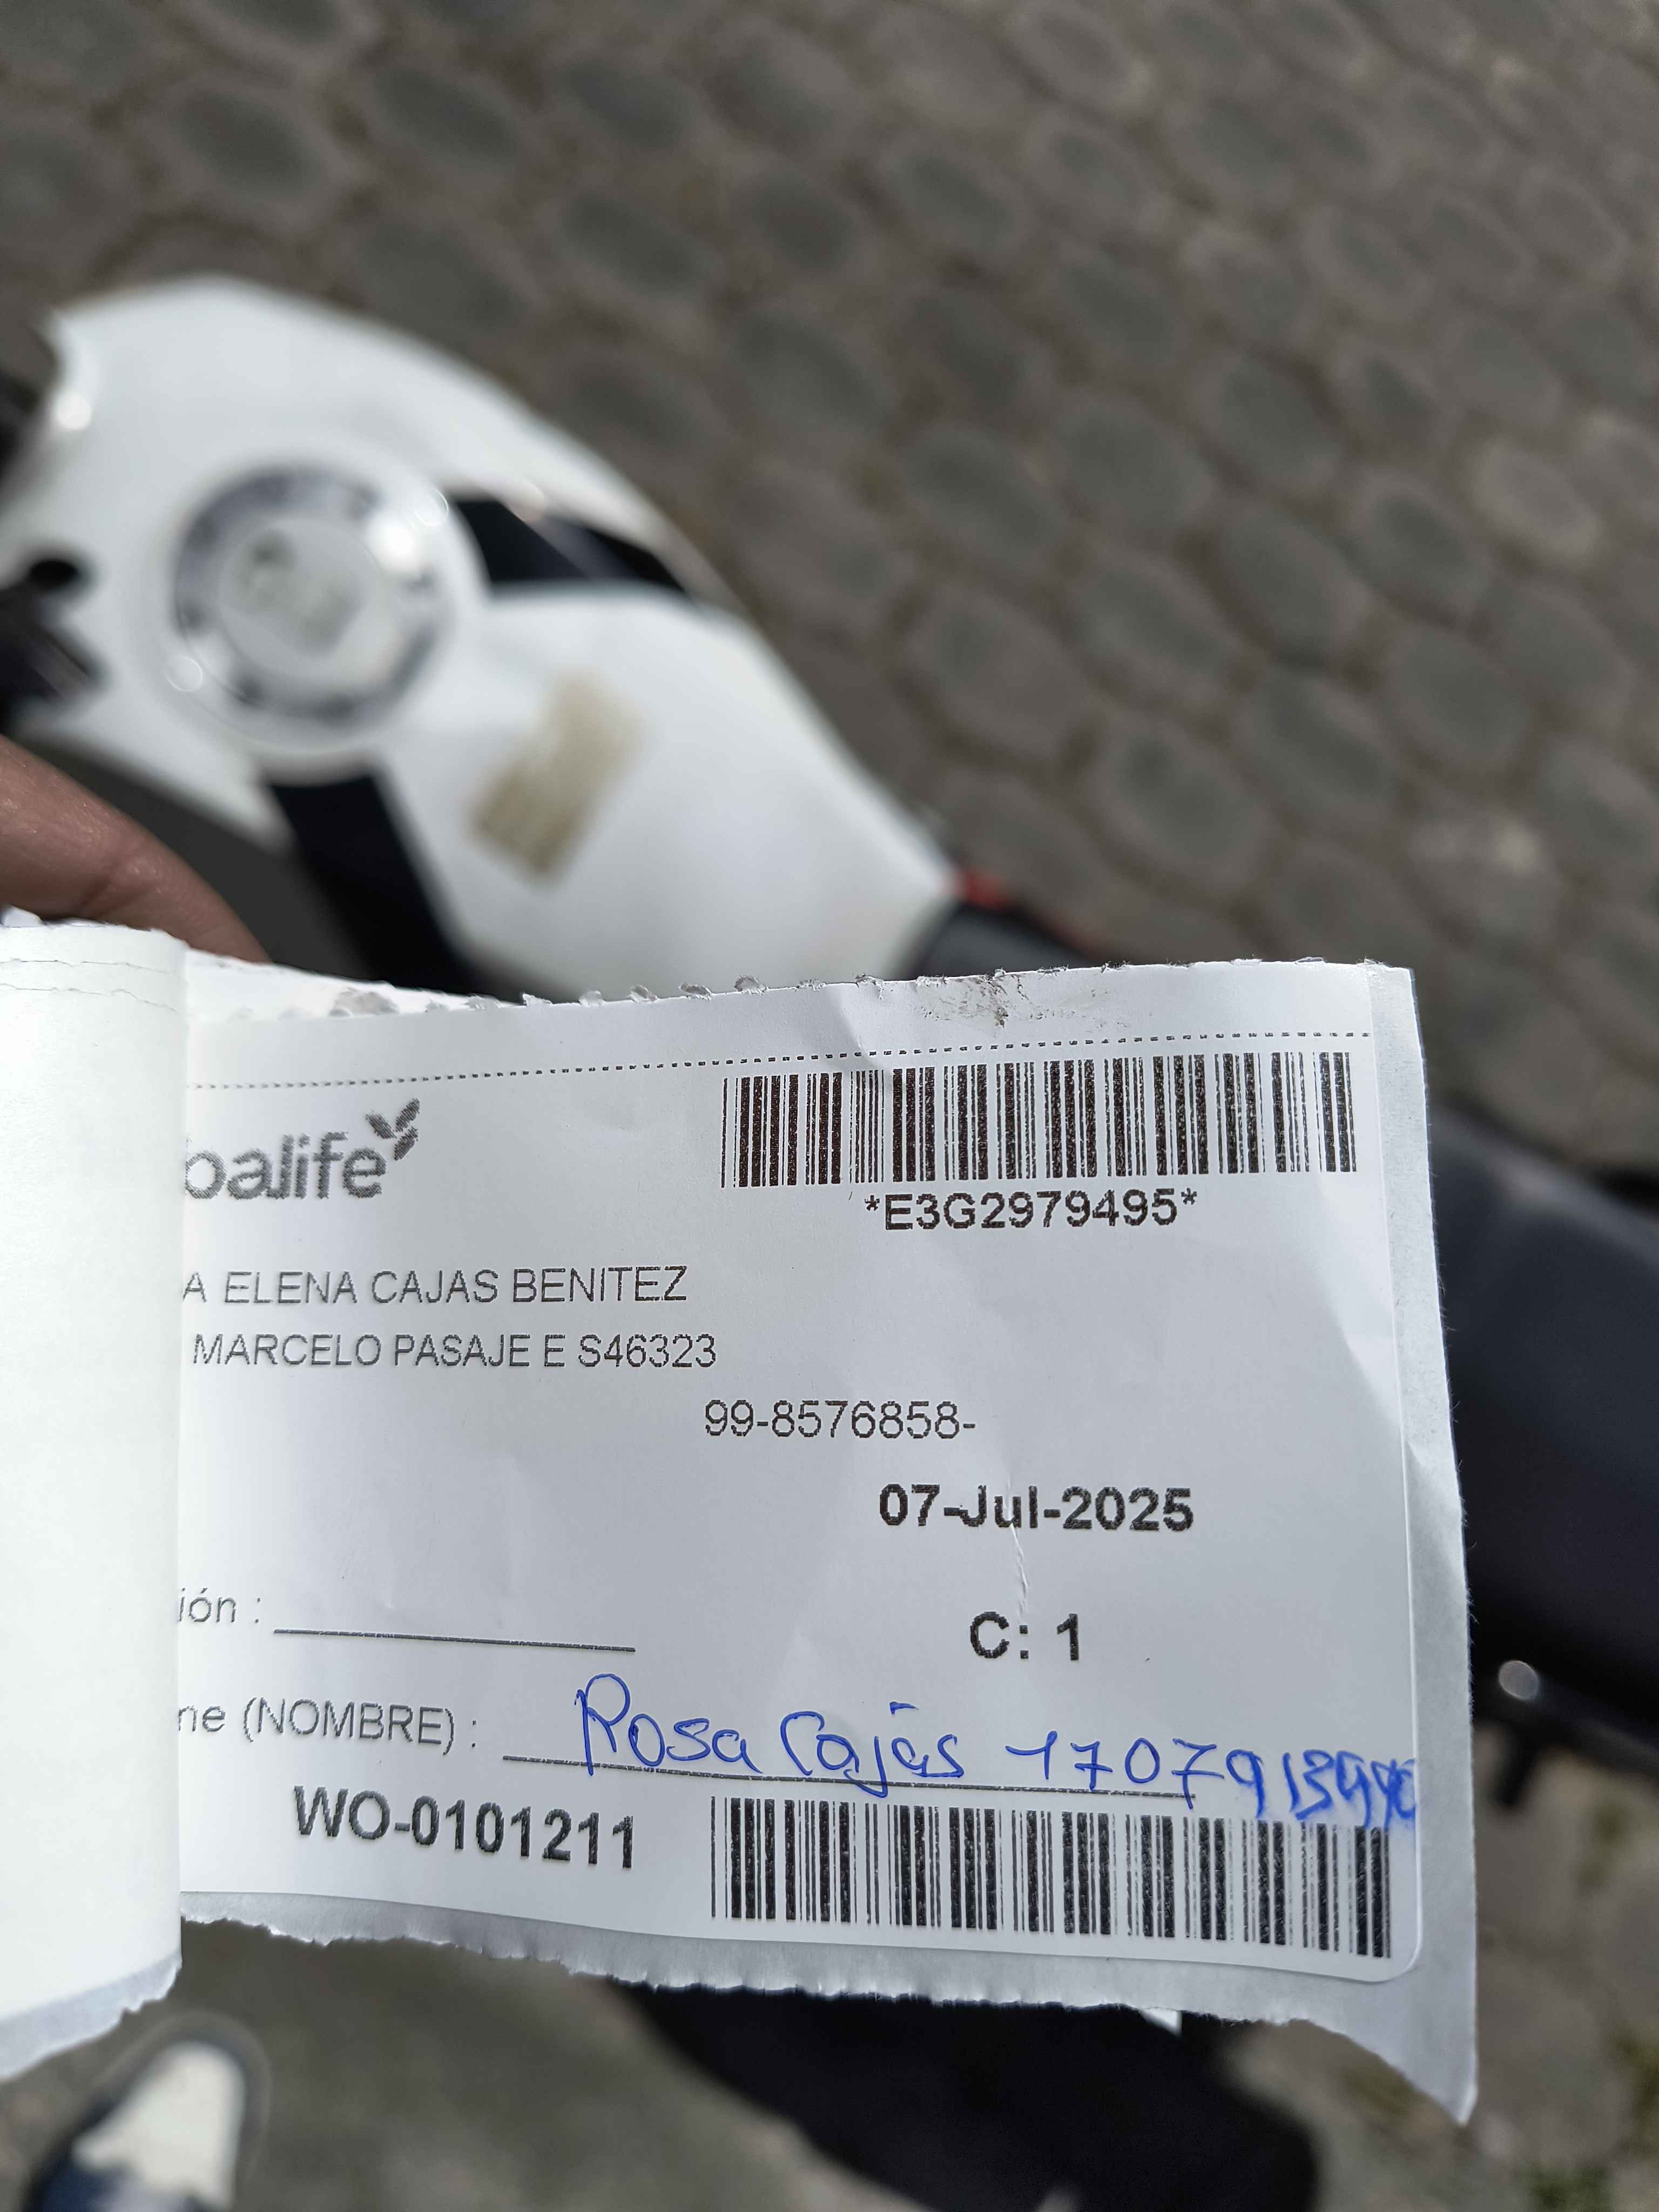 balife
*E3G2979495*
A ELENA CAJAS BENITEZ
MARCELO PASAJE E S46323
99-8576858-
07-Jul-2025
ión :
C: 1
ne (NOMBRE) : Rosa Cajas
WO-0101211